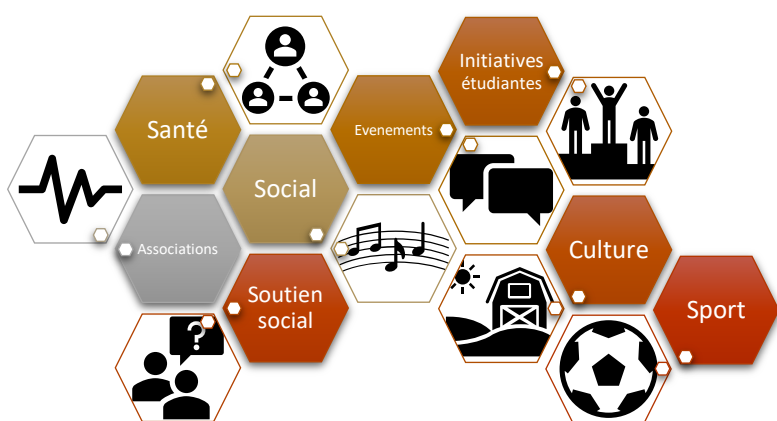 Initiatives
étudiantes
Santé
Evenements
Social
Associations
Culture
Soutien
social
Sport
?